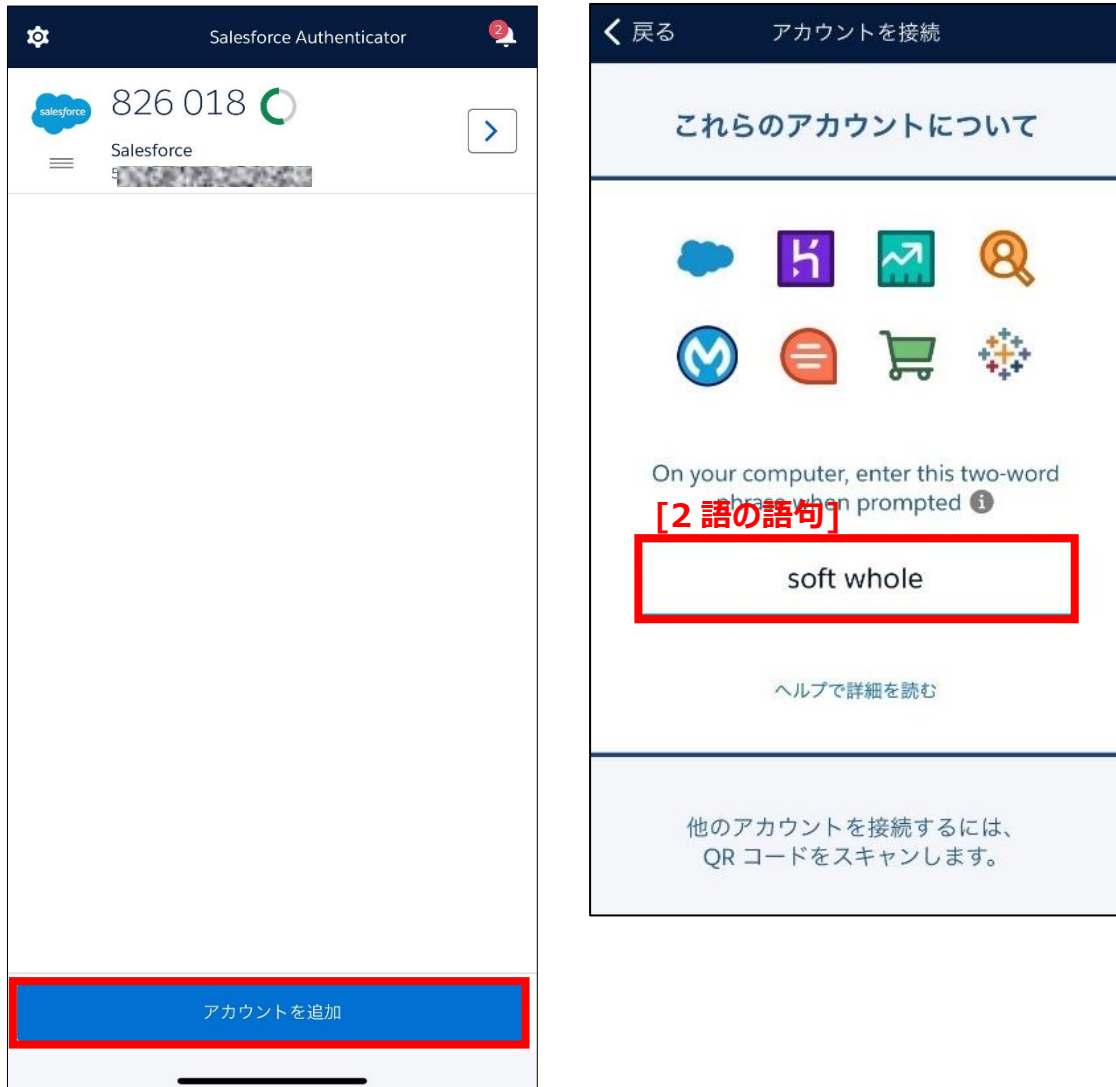 Salesforce Authenticator
2
salesforce
826 018
Salesforce
アカウントを追加
戻る
アカウントを接続
これらのアカウントについて
On your computer, enter this two-word
phrase when prompted
[2 語の語句]
soft whole
ヘルプで詳細を読む
他のアカウントを接続するには、
QR コードをスキャンします。